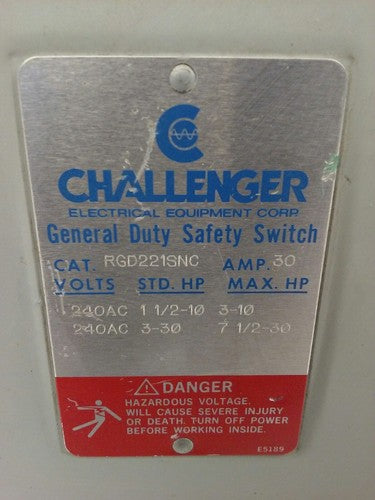 CHALLENGER
ELECTRICAL EQUIPMENT CORP
General Duty Safety Switch
CAT. RGD221SNC AMP. 30
VOLTS STD. HP MAX. HP
240AC 1 1/2-10 3-10
240AC 3-30 7 1/2-30
DANGER
HAZARDOUS VOLTAGE.
WILL CAUSE SEVERE INJURY
OR DEATH. TURN OFF POWER
BEFORE WORKING INSIDE.
E5189